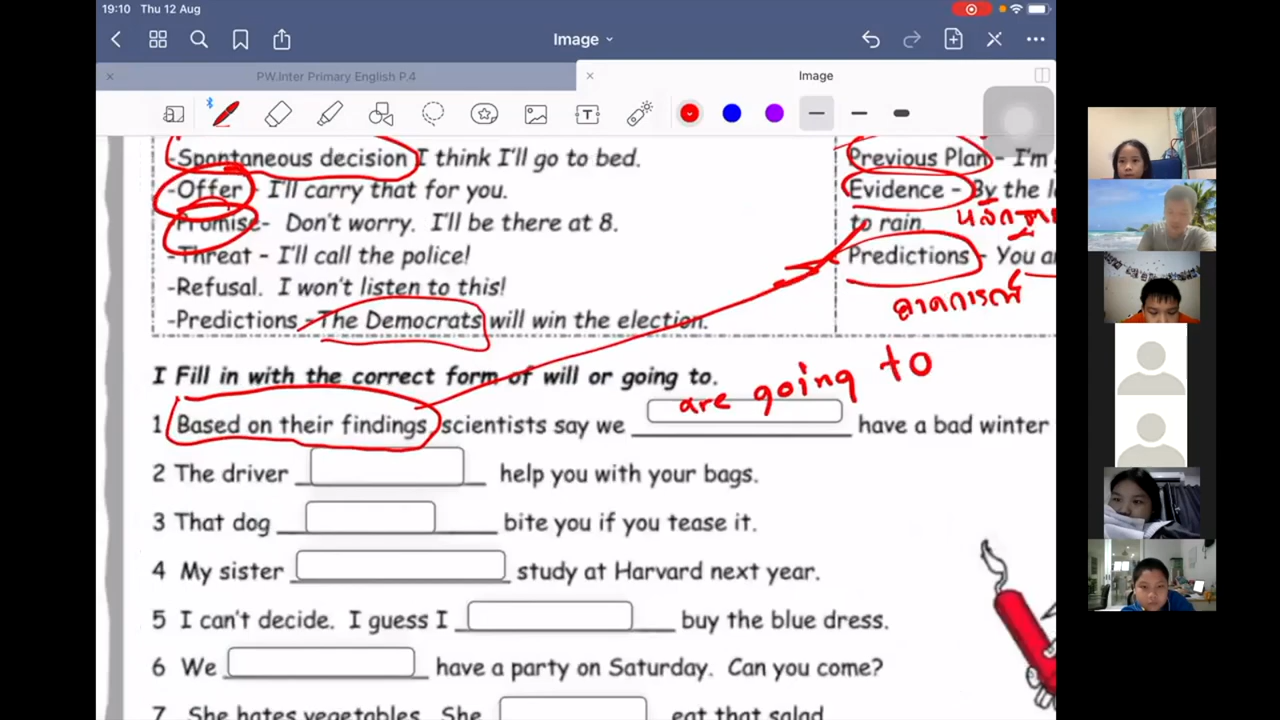 19:10 Thu 12 Aug
Image
PW.Inter Primary English P.4
Image
-Spontaneous decision I think I'll go to bed.
-Offer - I'll carry that for you.
-Promise- Don't worry. I'll be there at 8.
-Threat - I'll call the police!
-Refusal. I won't listen to this!
-Predictions -The Democrats will win the election.
Previous Plan - I'm
Evidence - By the
to rain.
Predictions - You
คาดการณ์
I Fill in with the correct form of will or going to.
are going to
1 Based on their findings scientists say we have a bad winter
2 The driver help you with your bags.
3 That dog bite you if you tease it.
4 My sister study at Harvard next year.
5 I can't decide. I guess I buy the blue dress.
6 We have a party on Saturday. Can you come?
7 She hates vegetables. She eat that salad